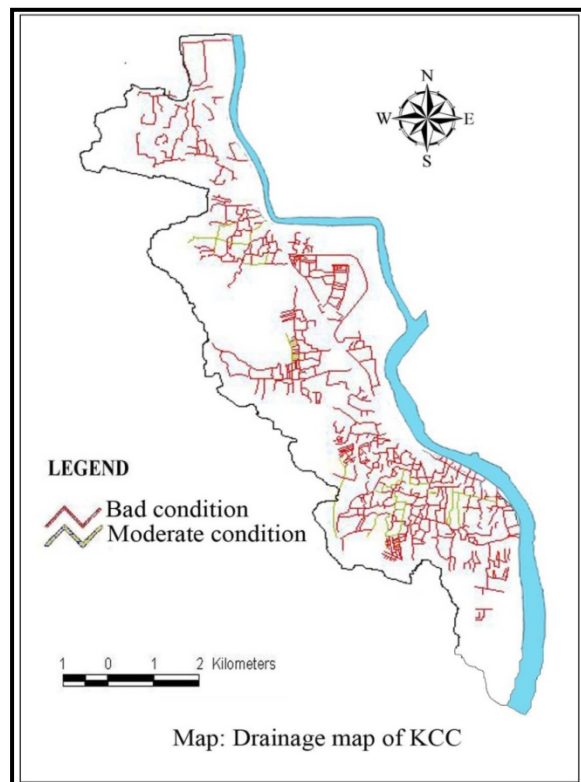 N
W E
S
LEGEND
Bad condition
Moderate condition
1 0 1 2 Kilometers
Map: Drainage map of KCC